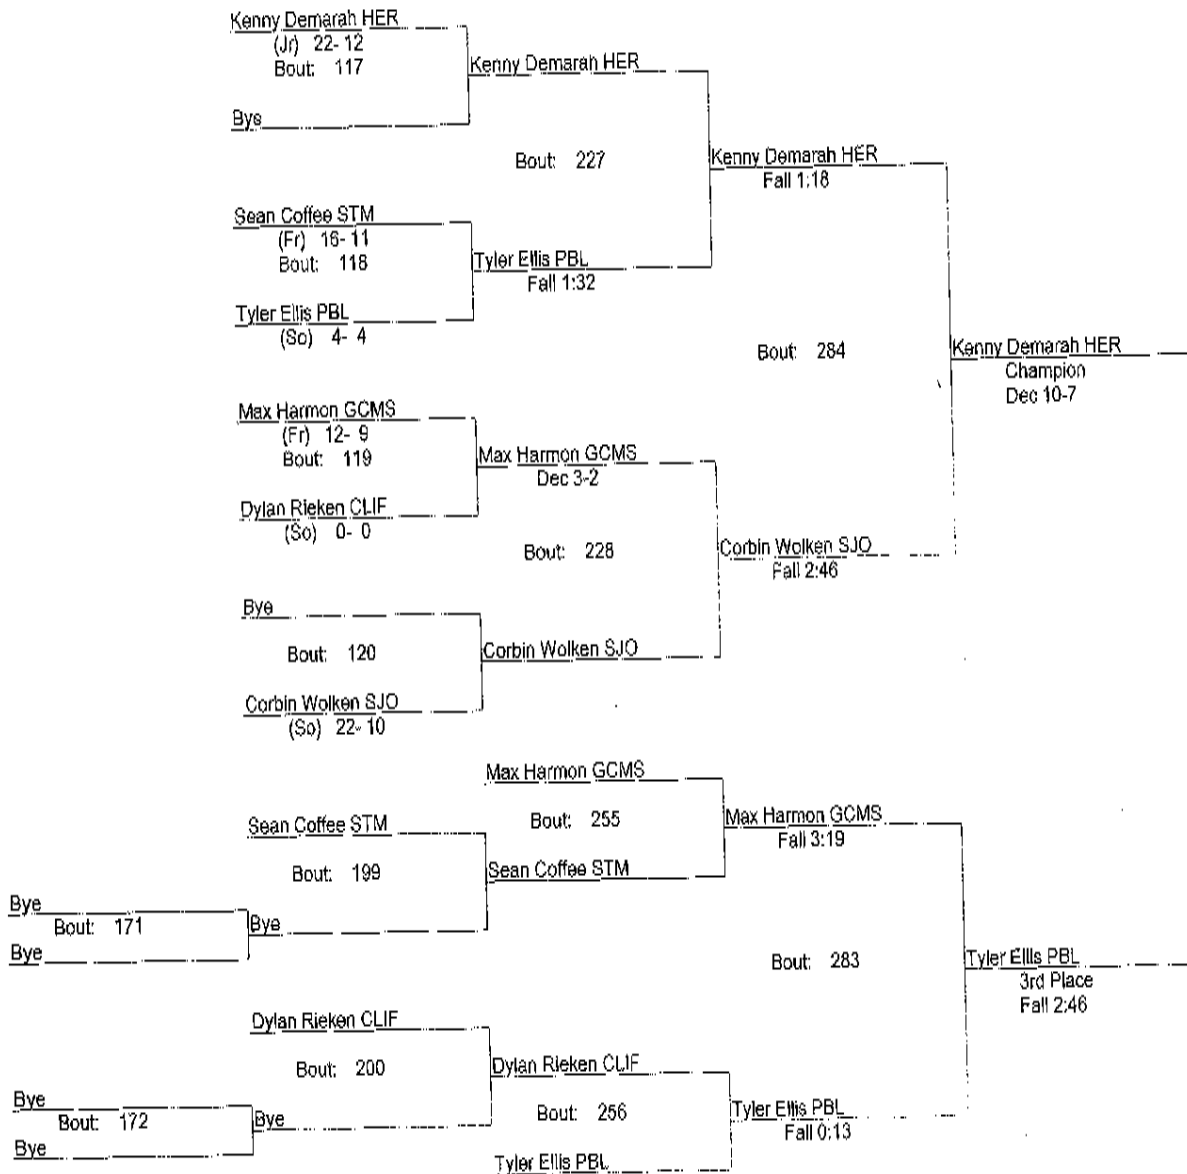 Kenny Demarah HER
(Jr) 22- 12
Bout: 117
Kenny Demarah HER
Bye
Bout: 227
Kenny Demarah HER
Fall 1:18
Sean Coffee STM
(Fr) 16- 11
Bout: 118
Tyler Ellis PBL
Fall 1:32
Tyler Ellis PBL
(So) 4- 4
Bout: 284
Kenny Demarah HER
Champion
Dec 10-7
Max Harmon GCMS
(Fr) 12- 9
Bout: 119
Max Harmon GCMS
Dec 3-2
Dylan Rieken CLIF
(So) 0- 0
Bout: 228
Corbin Wolken SJO
Fall 2:46
Bye
Bout: 120
Corbin Wolken SJO
Corbin Wolken SJO
(So) 22- 10
Max Harmon GCMS
Bout: 255
Max Harmon GCMS
Fall 3:19
Sean Coffee STM
Bout: 199
Sean Coffee STM
Bye
Bout: 171
Bye
Bye
Bout: 283
Tyler Ellis PBL
3rd Place
Fall 2:46
Dylan Rieken CLIF
Bout: 200
Dylan Rieken CLIF
Bye
Bout: 172
Bye
Bye
Bout: 256
Tyler Ellis PBL
Fall 0:13
Tyler Ellis PBL